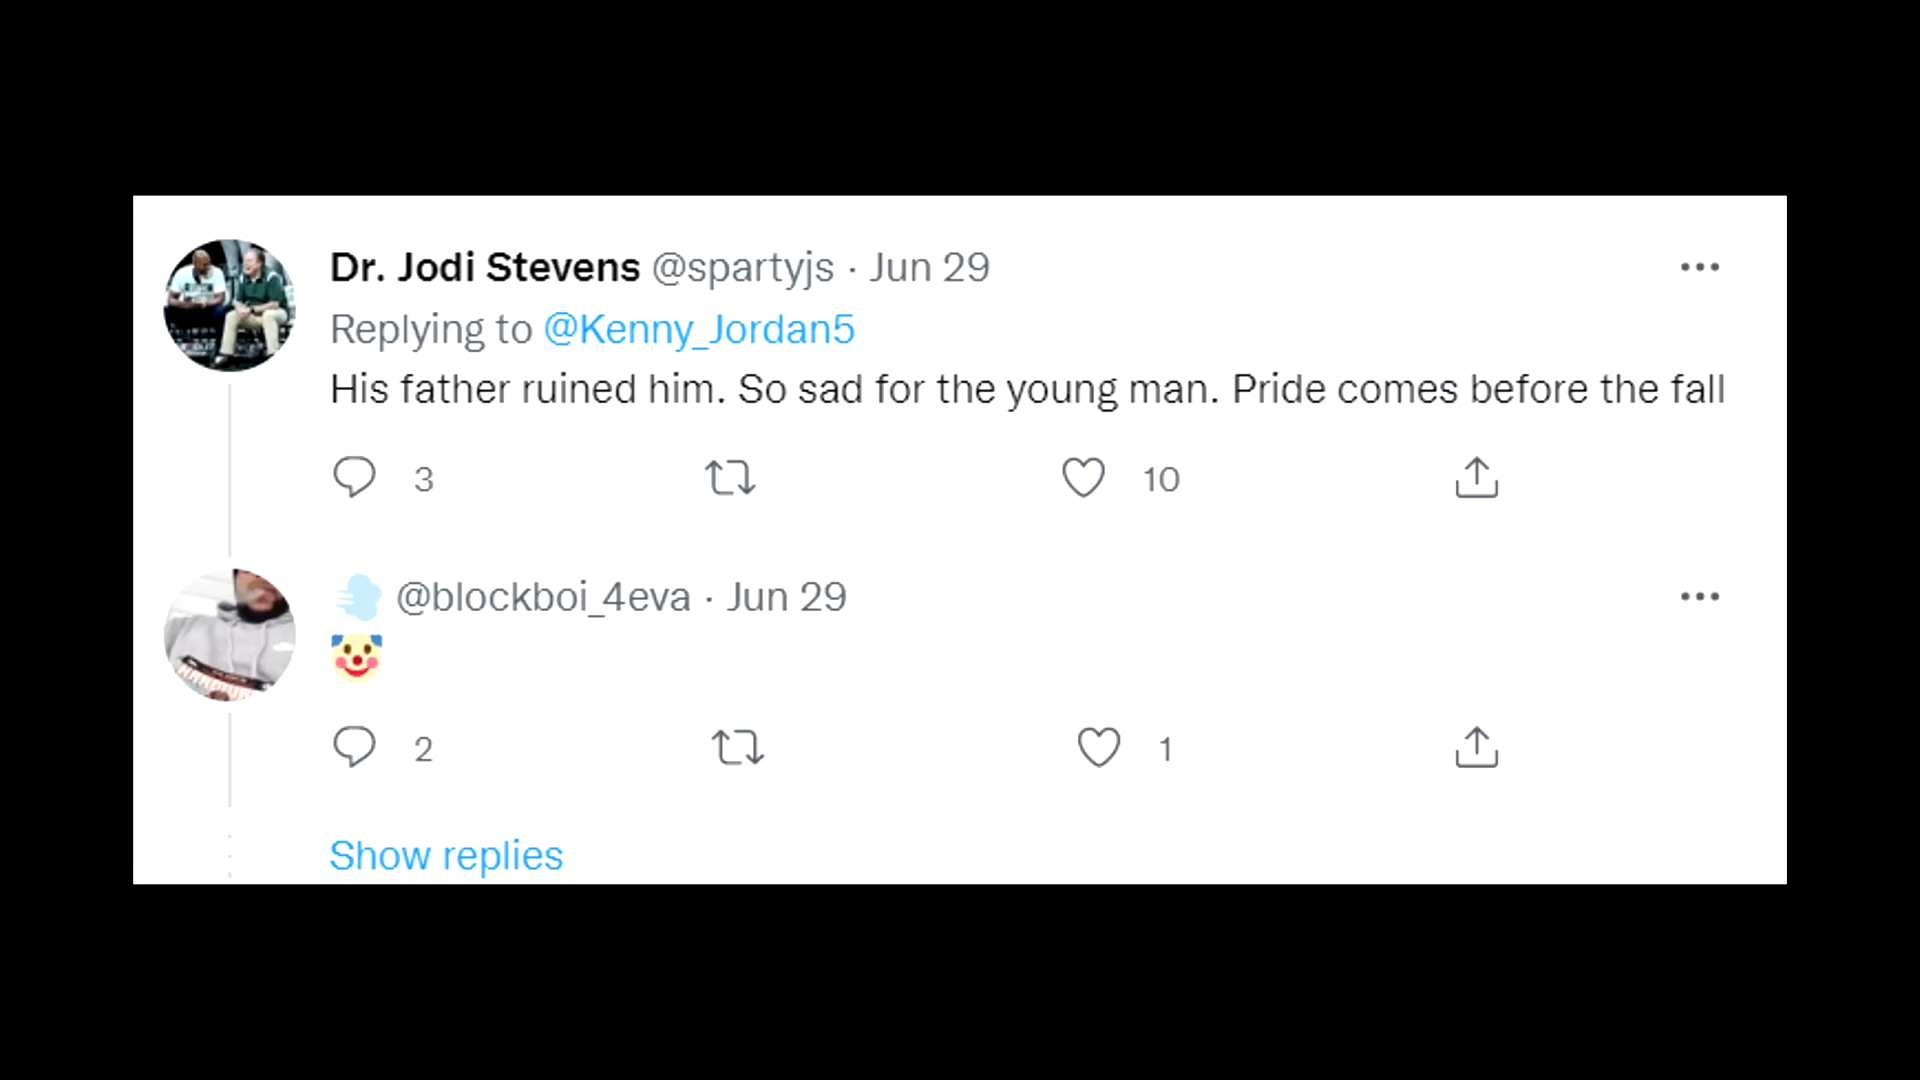 Dr. Jodi Stevens @spartyjs · Jun 29
Replying to @Kenny_Jordan5
His father ruined him. So sad for the young man. Pride comes before the fall
3 10
@blockboi_4eva · Jun 29
2 1
Show replies